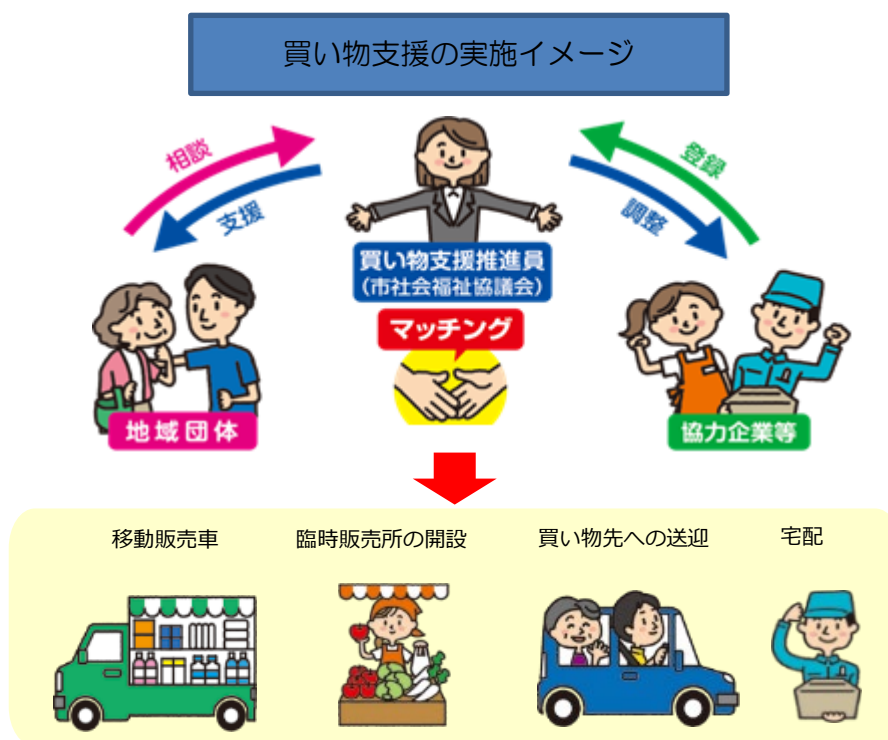 買い物支援の実施イメージ
相談
支援
登録
調整
買い物支援推進員
(市社会福祉協議会)
マッチング
地域団体
協力企業等
移動販売車
臨時販売所の開設
買い物先への送迎
宅配